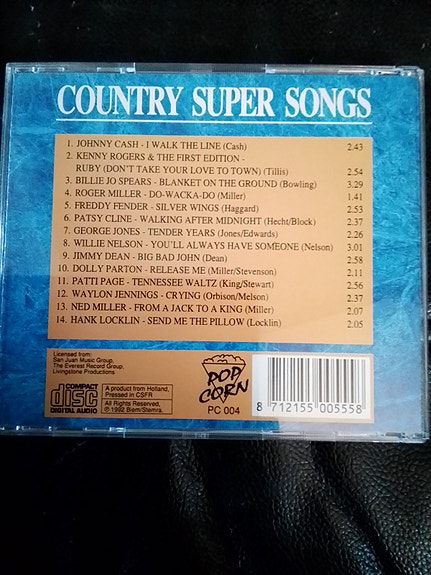 COUNTRY SUPER SONGS
1. JOHNNY CASH - I WALK THE LINE (Cash) 2.43
2. KENNY ROGERS & THE FIRST EDITION -
RUBY (DON'T TAKE YOUR LOVE TO TOWN) (Tillis) 2.54
3. BILLIE JO SPEARS - BLANKET ON THE GROUND (Bowling) 3.29
4. ROGER MILLER - DO-WACKA-DO (Miller) 1.41
5. FREDDY FENDER - SILVER WINGS (Haggard) 2.53
6. PATSY CLINE - WALKING AFTER MIDNIGHT (Hecht/Block) 2.37
7. GEORGE JONES - TENDER YEARS (Jones/Edwards) 2.26
8. WILLIE NELSON - YOU'LL ALWAYS HAVE SOMEONE (Nelson) 3.01
9. JIMMY DEAN - BIG BAD JOHN (Dean) 2.58
10. DOLLY PARTON - RELEASE ME (Miller/Stevenson) 2.11
11. PATTI PAGE - TENNESSEE WALTZ (King/Stewart) 2.56
12. WAYLON JENNINGS - CRYING (Orbison/Melson) 2.37
13. NED MILLER - FROM A JACK TO A KING (Miller) 2.07
14. HANK LOCKLIN - SEND ME THE PILLOW (Locklin) 2.05
Licensed from:
San Juan Music Group,
The Everest Record Group,
Livingstone Productions.
COMPACT
disc
DIGITAL AUDIO
A product from Holland,
Pressed in CSFR
All Rights Reserved,
℗ 1992 Biem/Stemra.
POP
CORN
PC 004
8 712155 005558